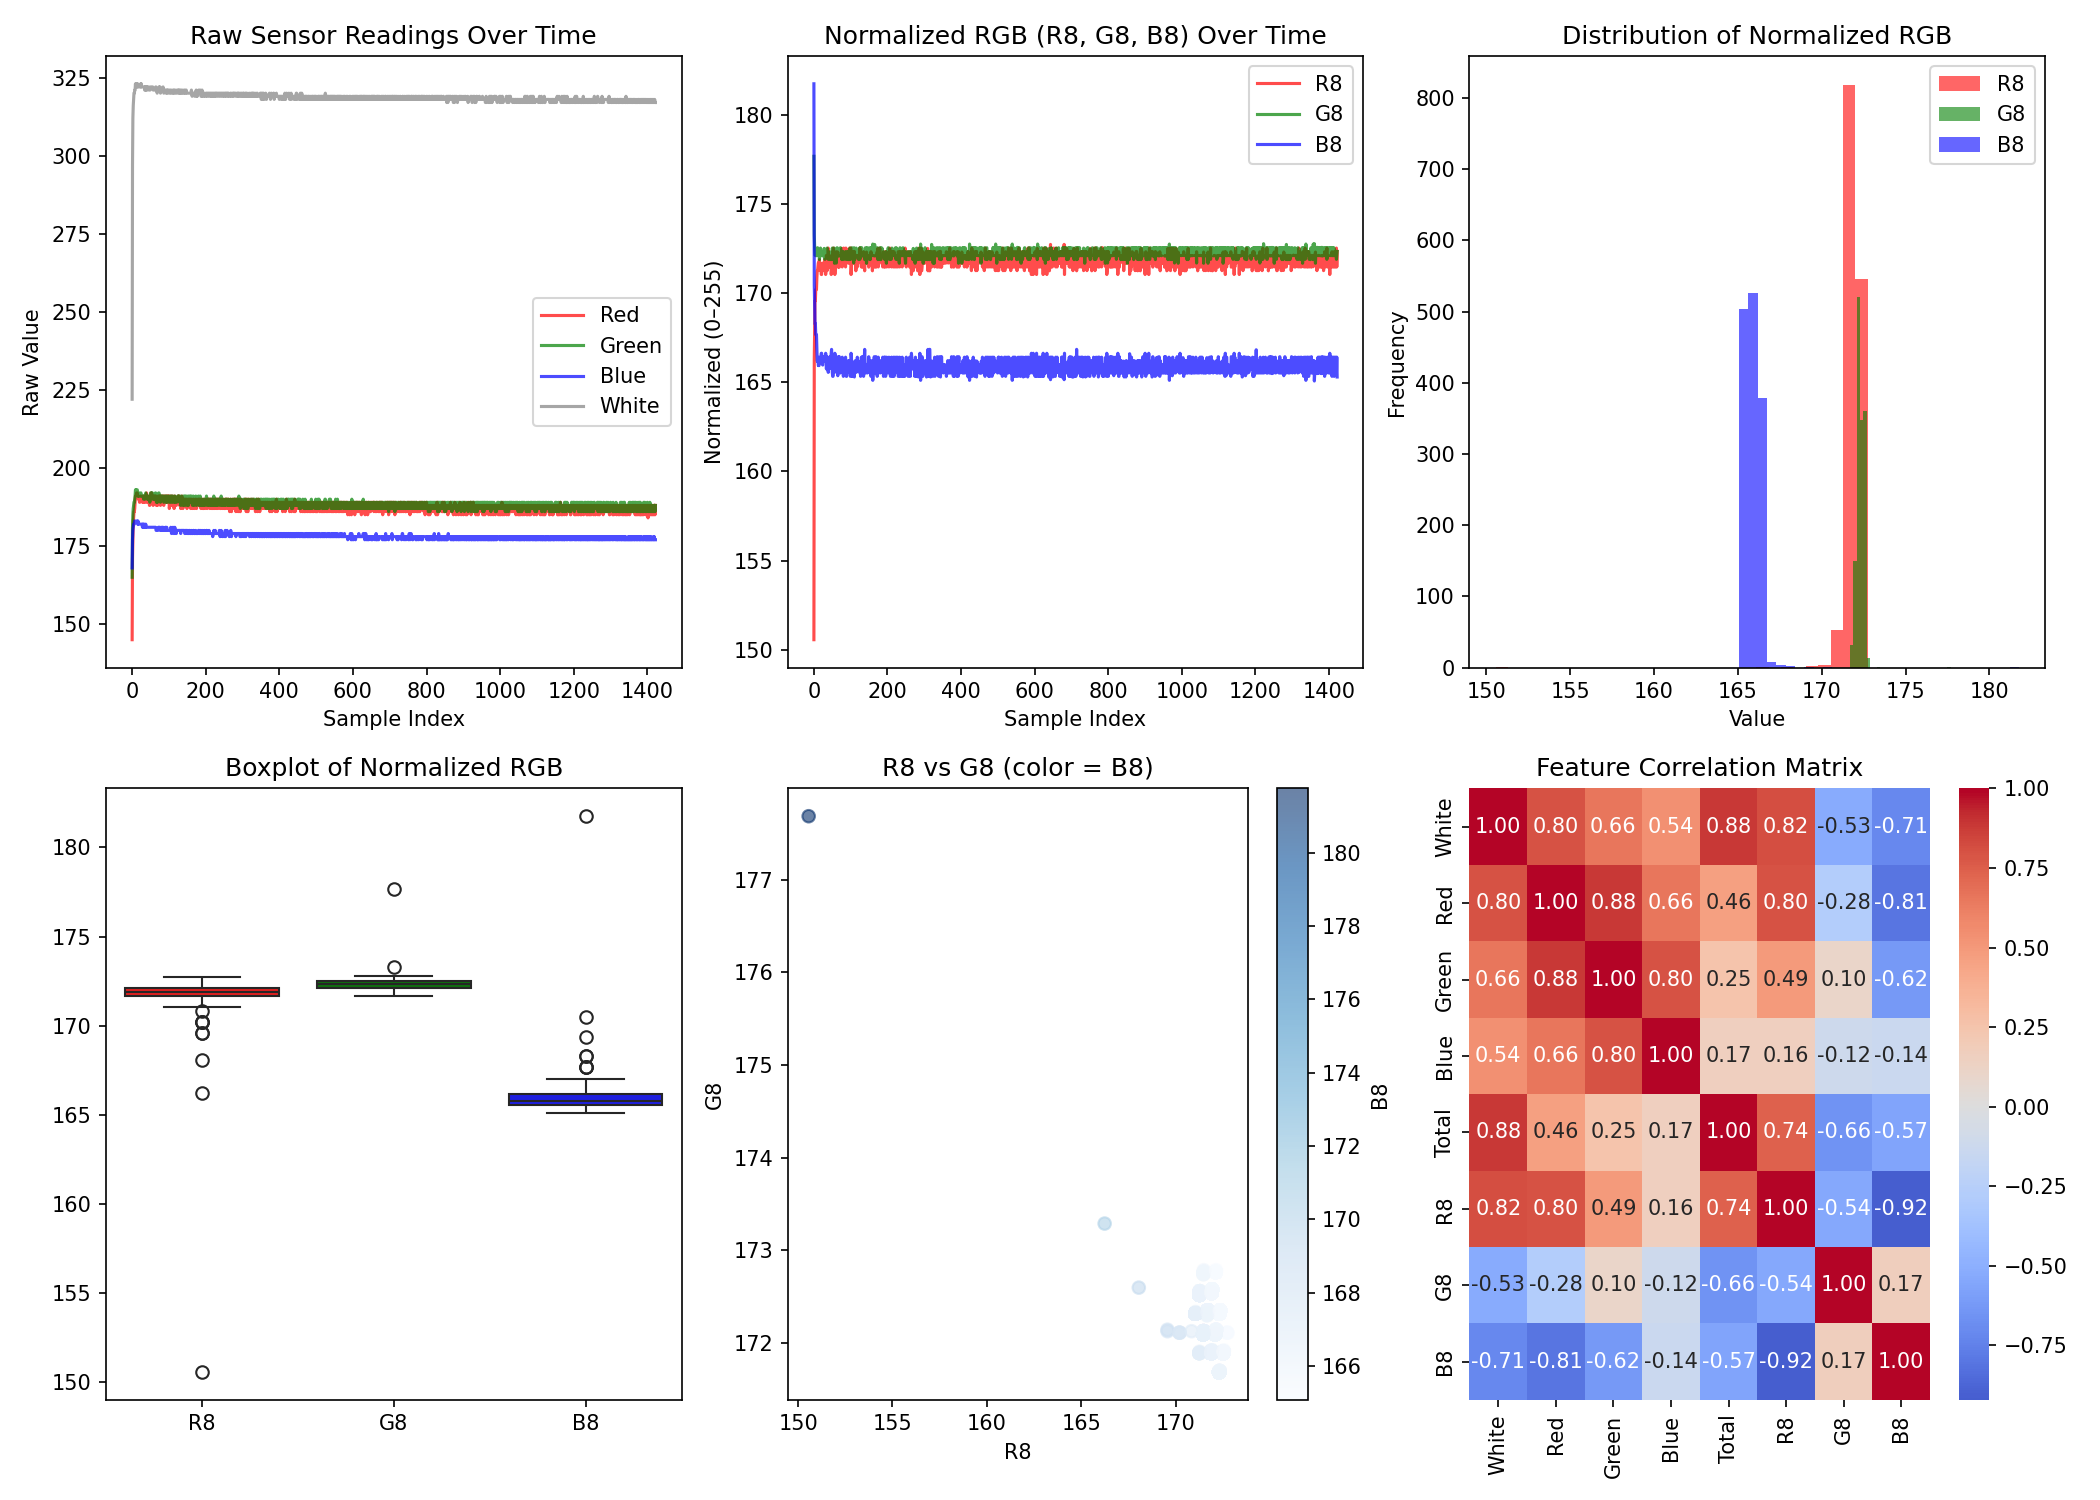 Raw Sensor Readings Over Time
325
300
275
250
225
200
175
150
Raw Value
Red
Green
Blue
White
0 200 400 600 800 1000 1200 1400
Sample Index
Normalized RGB (R8, G8, B8) Over Time
180
175
170
165
160
155
150
Normalized (0–255)
R8
G8
B8
0 200 400 600 800 1000 1200 1400
Sample Index
Distribution of Normalized RGB
800
700
600
500
400
300
200
100
0
Frequency
R8
G8
B8
150 155 160 165 170 175 180
Value
Boxplot of Normalized RGB
180
175
170
165
160
155
150
R8 G8 B8
R8 vs G8 (color = B8)
177
176
175
174
173
172
G8
150 155 160 165 170
R8
180
178
176
174
172
170
168
166
B8
Feature Correlation Matrix
White 1.00 0.80 0.66 0.54 0.88 0.82 -0.53 -0.71
Red 0.80 1.00 0.88 0.66 0.46 0.80 -0.28 -0.81
Green 0.66 0.88 1.00 0.80 0.25 0.49 0.10 -0.62
Blue 0.54 0.66 0.80 1.00 0.17 0.16 -0.12 -0.14
Total 0.88 0.46 0.25 0.17 1.00 0.74 -0.66 -0.57
R8 0.82 0.80 0.49 0.16 0.74 1.00 -0.54 -0.92
G8 -0.53 -0.28 0.10 -0.12 -0.66 -0.54 1.00 0.17
B8 -0.71 -0.81 -0.62 -0.14 -0.57 -0.92 0.17 1.00
White Red Green Blue Total R8 G8 B8
1.00
0.75
0.50
0.25
0.00
−0.25
−0.50
−0.75